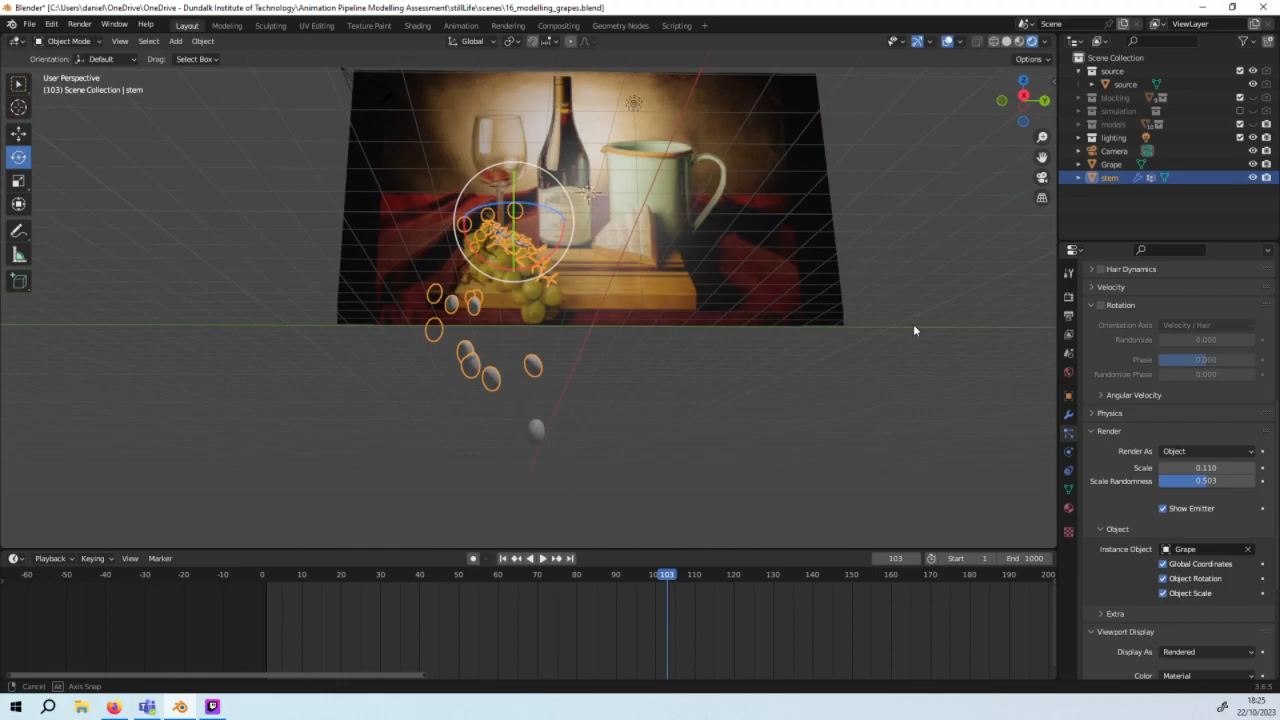 Blender* [C:\Users\daniel\OneDrive\OneDrive - Dundalk Institute of Technology\Animation Pipeline Modelling Assessment\stillLife\scenes\16_modelling_grapes.blend]
File Edit Render Window Help Layout Modeling Sculpting UV Editing Texture Paint Shading Animation Rendering Compositing Geometry Nodes Scripting + Scene ViewLayer
Object Mode View Select Add Object Global
Orientation: Default Drag: Select Box Options
User Perspective
(103) Scene Collection | stem
Scene Collection
source
source
blocking
simulation
models
lighting
Camera
Grape
stem
Hair Dynamics
Velocity
Rotation
Orientation Axis Velocity / Hair
Randomize 0.000
Phase 0.000
Randomize Phase 0.000
Angular Velocity
Physics
Render
Render As Object
Scale 0.110
Scale Randomness 0.503
Show Emitter
Object
Instance Object Grape
Global Coordinates
Object Rotation
Object Scale
Extra
Viewport Display
Display As Rendered
Color Material
Playback Keying View Marker 103 Start 1 End 1000
-60 -50 -40 -30 -20 -10 0 10 20 30 40 50 60 70 80 90 103 110 120 130 140 150 160 170 180 190 200
Cancel Alt Axis Snap 3.6.5
18:25
22/10/2023